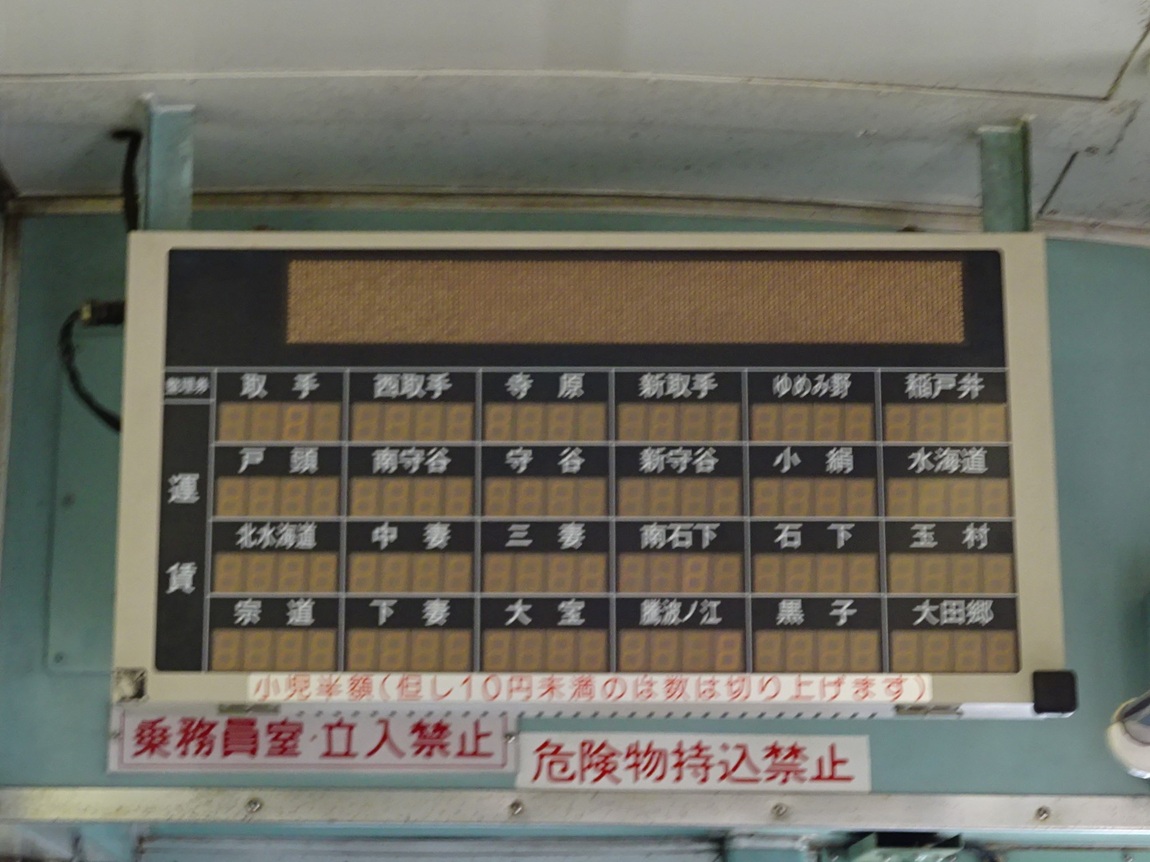 整理券 取手 西取手 寺原 新取手 ゆめみ野 稲戸井
運賃
戸頭 南守谷 守谷 新守谷 小絹 水海道
北水海道 中妻 三妻 南石下 石下 玉村
宗道 下妻 大宝 騰波ノ江 黒子 大田郷
小児半額(但し10円未満のは数は切り上げます)
乗務員室・立入禁止
危険物持込禁止